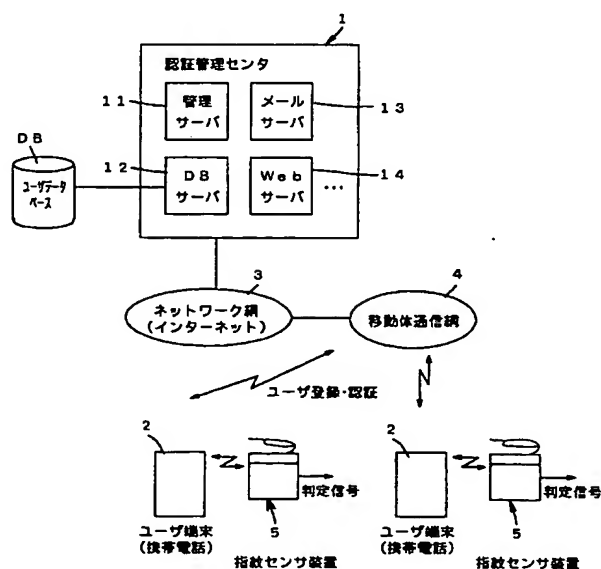 1
認証管理センタ
11
管理
サーバ
メール
サーバ
13
DB
ユーザデータ
ベース
12
DB
サーバ
Web
サーバ
...
14
3
ネットワーク網
(インターネット)
4
移動体通信網
ユーザ登録・認証
2
ユーザ端末
(携帯電話)
判定信号
5
指紋センサ装置
2
ユーザ端末
(携帯電話)
判定信号
5
指紋センサ装置